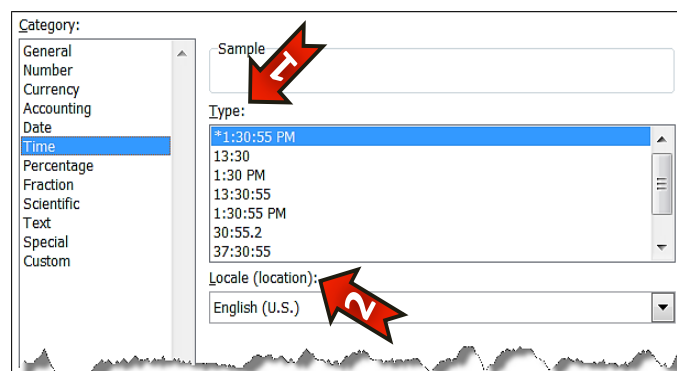 Category:
General
Number
Currency
Accounting
Date
Time
Percentage
Fraction
Scientific
Text
Special
Custom
Sample
1
Type:
*1:30:55 PM
13:30
1:30 PM
13:30:55
1:30:55 PM
30:55.2
37:30:55
Locale (location):
2
English (U.S.)